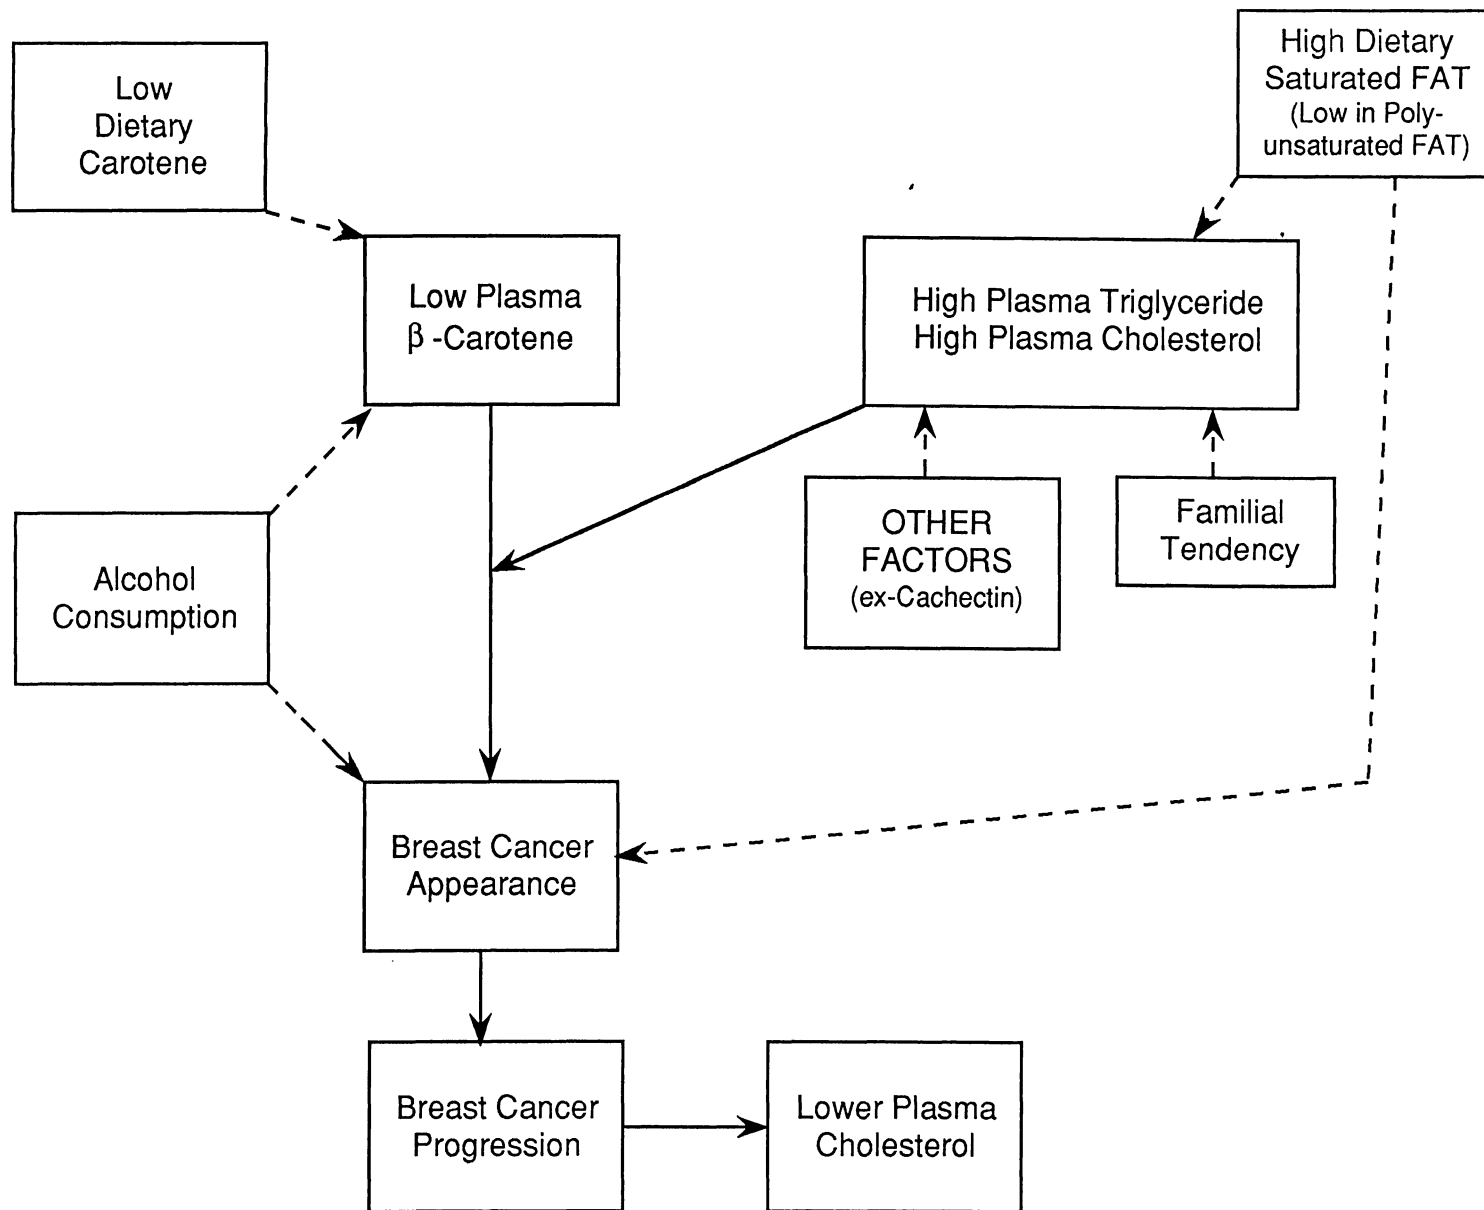 Low
Dietary
Carotene
High Dietary
Saturated FAT
(Low in Poly-
unsaturated FAT)
Low Plasma
β -Carotene
High Plasma Triglyceride
High Plasma Cholesterol
Alcohol
Consumption
OTHER
FACTORS
(ex-Cachectin)
Familial
Tendency
Breast Cancer
Appearance
Breast Cancer
Progression
Lower Plasma
Cholesterol